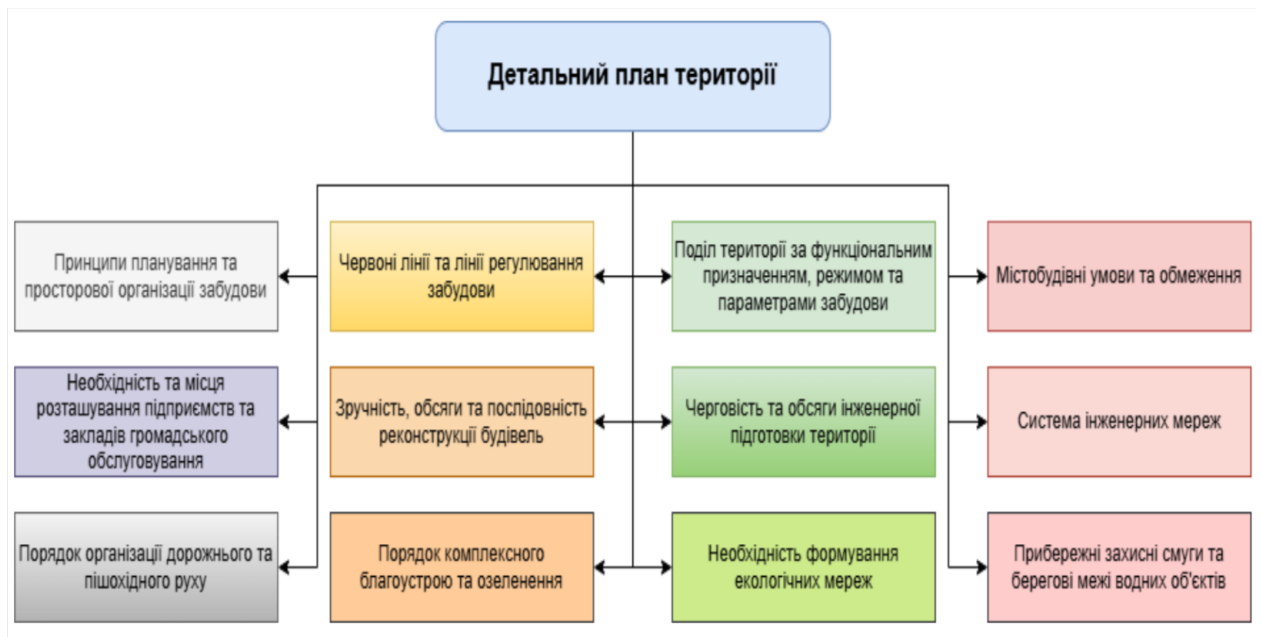 Детальний план території
Принципи планування та
просторової організації забудови
Червоні лінії та лінії регулювання
забудови
Поділ території за функціональним
призначенням, режимом та
параметрами забудови
Містобудівні умови та обмеження
Необхідність та місця
розташування підприємств та
закладів громадського
обслуговування
Зручність, обсяги та послідовність
реконструкції будівель
Черговість та обсяги інженерної
підготовки території
Система інженерних мереж
Порядок організації дорожнього та
пішохідного руху
Порядок комплексного
благоустрою та озеленення
Необхідність формування
екологічних мереж
Прибережні захисні смуги та
берегові межі водних об'єктів